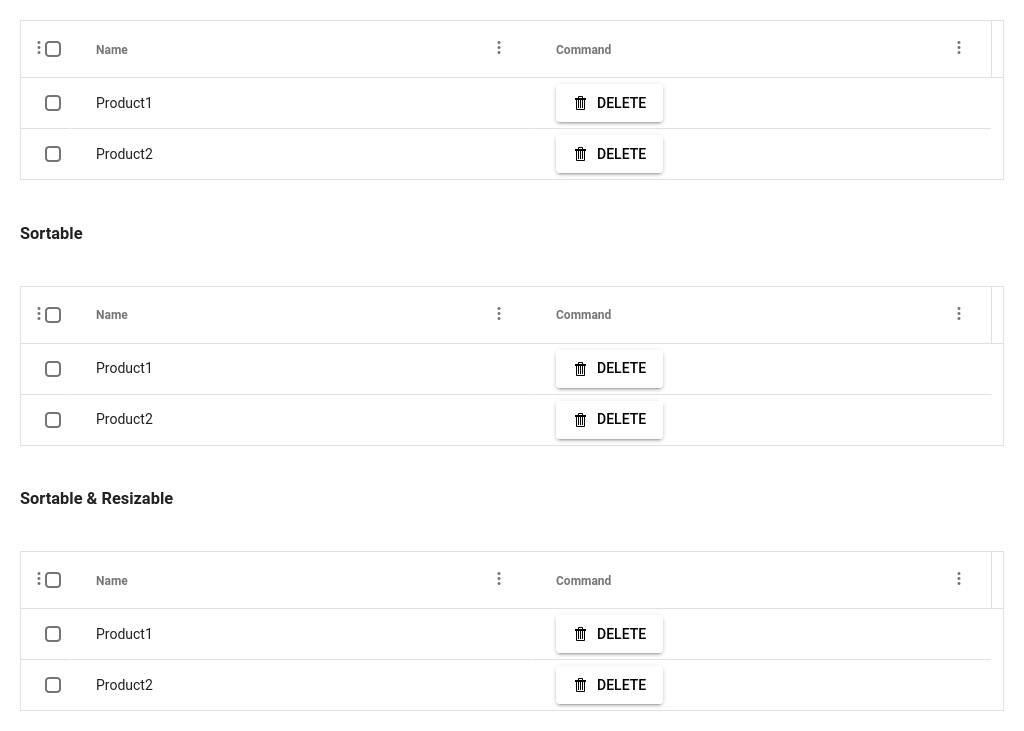 Name Command
Product1 DELETE
Product2 DELETE
Sortable
Name Command
Product1 DELETE
Product2 DELETE
Sortable & Resizable
Name Command
Product1 DELETE
Product2 DELETE